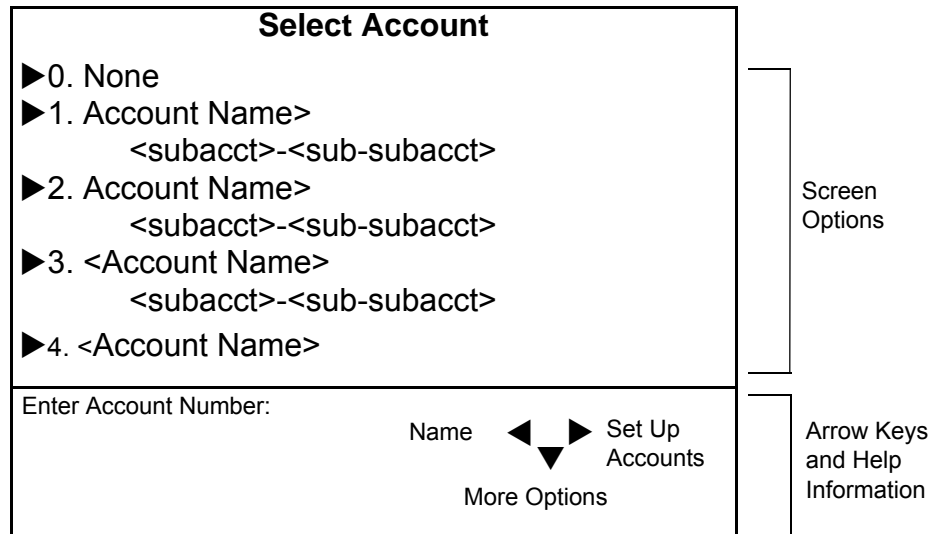 Select Account
▶0. None
▶1. Account Name>
<subacct>-<sub-subacct>
▶2. Account Name>
<subacct>-<sub-subacct>
▶3. <Account Name>
<subacct>-<sub-subacct>
▶4. <Account Name>
Screen
Options
Enter Account Number:
Name ◀ ▶ Set Up
Accounts
▼
More Options
Arrow Keys
and Help
Information